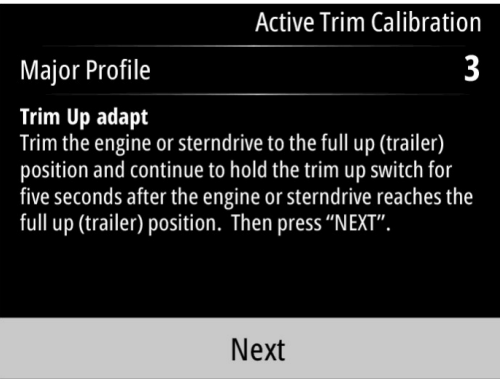 Active Trim Calibration
Major Profile 3
Trim Up adapt
Trim the engine or sterndrive to the full up (trailer)
position and continue to hold the trim up switch for
five seconds after the engine or sterndrive reaches the
full up (trailer) position.  Then press “NEXT”.
Next